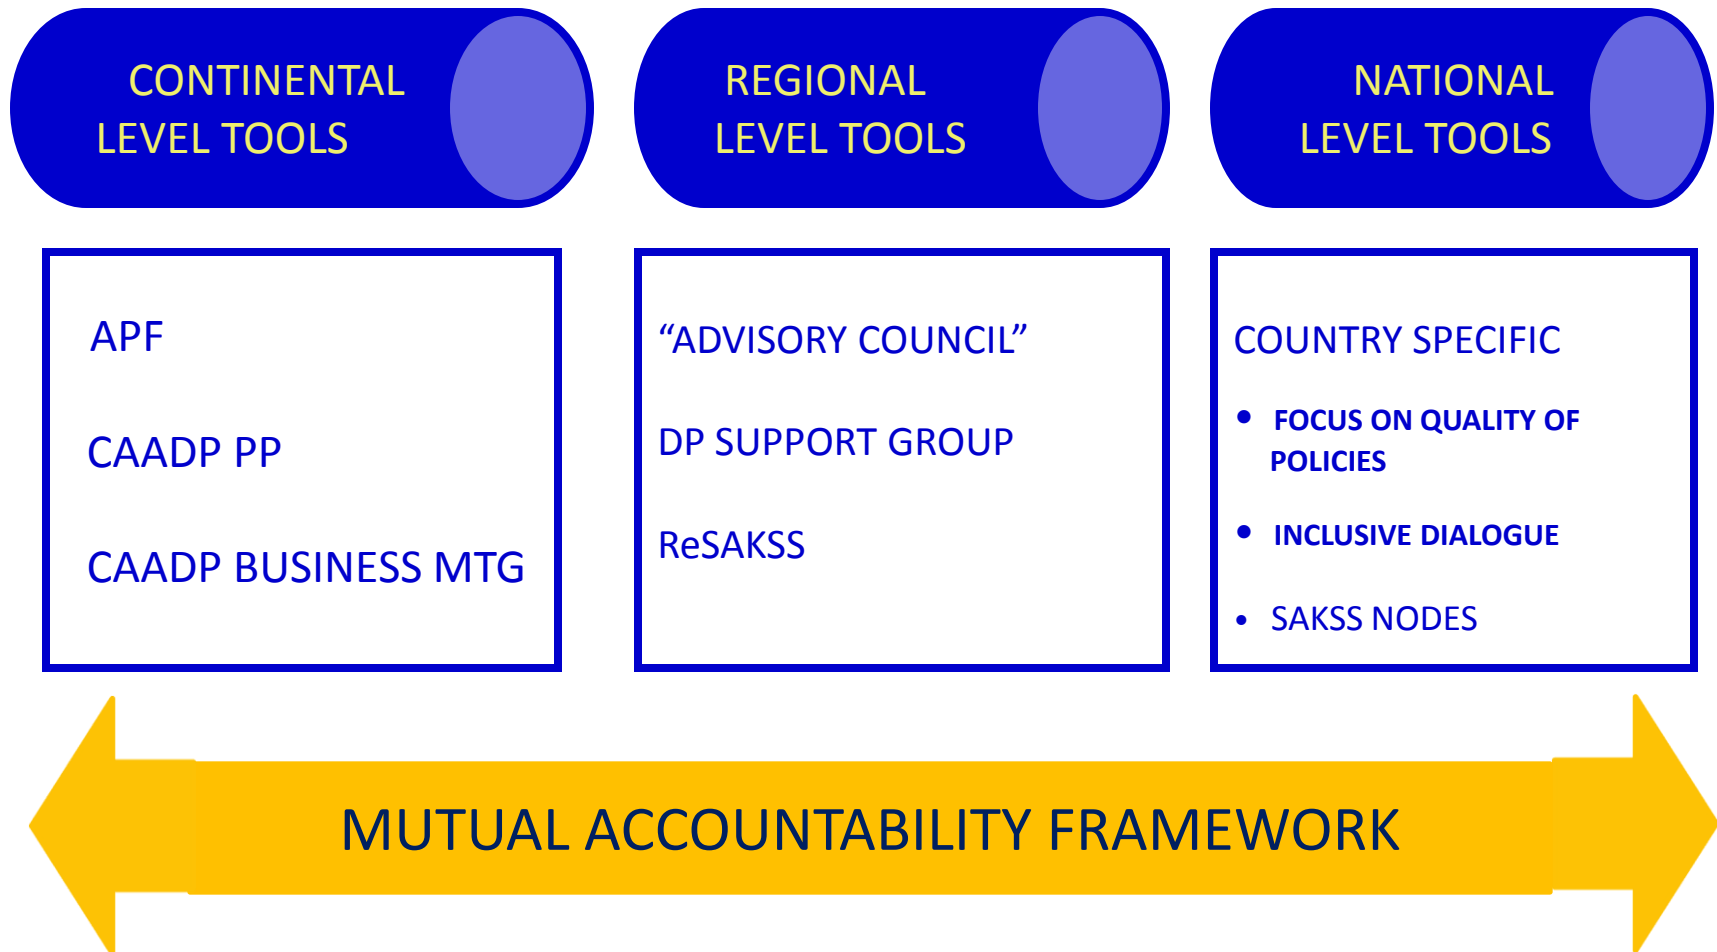 CONTINENTAL
LEVEL TOOLS
REGIONAL
LEVEL TOOLS
NATIONAL
LEVEL TOOLS
APF
CAADP PP
CAADP BUSINESS MTG
“ADVISORY COUNCIL”
DP SUPPORT GROUP
ReSAKSS
COUNTRY SPECIFIC
• FOCUS ON QUALITY OF
POLICIES
• INCLUSIVE DIALOGUE
• SAKSS NODES
MUTUAL ACCOUNTABILITY FRAMEWORK